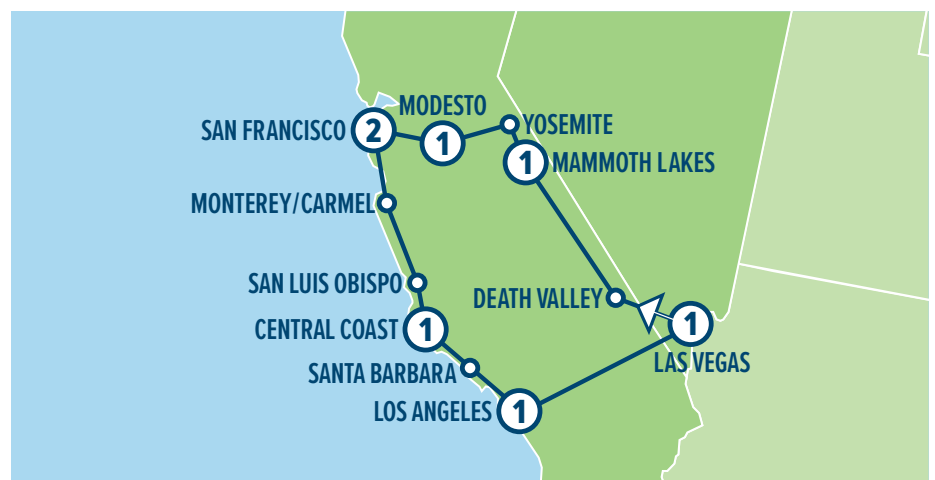 MODESTO
SAN FRANCISCO 2
1
YOSEMITE
1 MAMMOTH LAKES
MONTEREY/CARMEL
SAN LUIS OBISPO
DEATH VALLEY
CENTRAL COAST 1
1
LAS VEGAS
SANTA BARBARA
LOS ANGELES 1